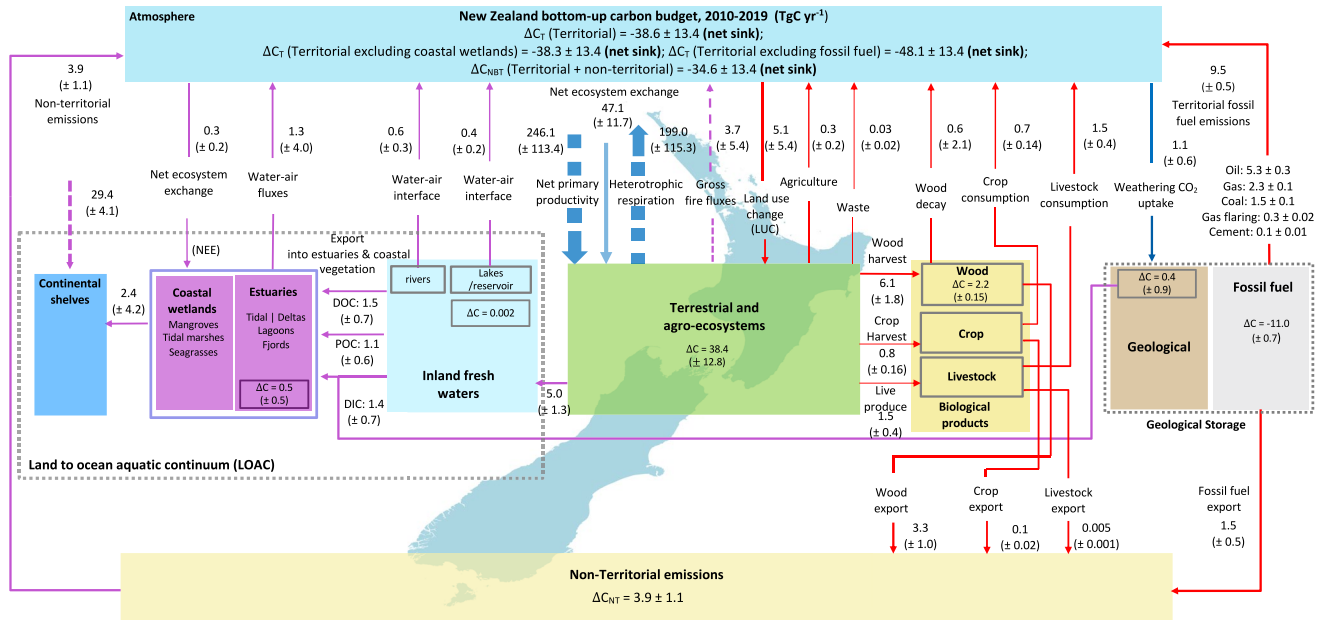 Atmosphere
New Zealand bottom-up carbon budget, 2010-2019 (TgC yr⁻¹)
ΔC_T (Territorial) = -38.6 ± 13.4 (net sink);
ΔC_T (Territorial excluding coastal wetlands) = -38.3 ± 13.4 (net sink); ΔC_T (Territorial excluding fossil fuel) = -48.1 ± 13.4 (net sink);
ΔC_NBT (Territorial + non-territorial) = -34.6 ± 13.4 (net sink)
3.9
(± 1.1)
Non-territorial
emissions
29.4
(± 4.1)
0.3
(± 0.2)
Net ecosystem
exchange
(NEE)
1.3
(± 4.0)
Water-air
fluxes
0.6
(± 0.3)
Water-air
interface
0.4
(± 0.2)
Water-air
interface
Net ecosystem exchange
47.1
(± 11.7)
246.1
(± 113.4)
Net primary
productivity
199.0
(± 115.3)
Heterotrophic
respiration
3.7
(± 5.4)
Gross
fire fluxes
5.1
(± 5.4)
Land use
change
(LUC)
0.3
(± 0.2)
Agriculture
0.03
(± 0.02)
Waste
0.6
(± 2.1)
Wood
decay
0.7
(± 0.14)
Crop
consumption
1.5
(± 0.4)
Livestock
consumption
1.1
(± 0.6)
Weathering CO₂
uptake
9.5
(± 0.5)
Territorial fossil
fuel emissions
Oil: 5.3 ± 0.3
Gas: 2.3 ± 0.1
Coal: 1.5 ± 0.1
Gas flaring: 0.3 ± 0.02
Cement: 0.1 ± 0.01
Continental
shelves
2.4
(± 4.2)
Coastal
wetlands
Mangroves
Tidal marshes
Seagrasses
Estuaries
Tidal | Deltas
Lagoons
Fjords
ΔC = 0.5
(± 0.5)
Export
into estuaries & coastal
vegetation
DOC: 1.5
(± 0.7)
POC: 1.1
(± 0.6)
DIC: 1.4
(± 0.7)
rivers
Lakes
/reservoir
ΔC = 0.002
Inland fresh
waters
5.0
(± 1.3)
Terrestrial and
agro-ecosystems
ΔC = 38.4
(± 12.8)
Wood
harvest
6.1
(± 1.8)
Crop
Harvest
0.8
(± 0.16)
Live
produce
1.5
(± 0.4)
Wood
ΔC = 2.2
(± 0.15)
Crop
Livestock
Biological
products
ΔC = 0.4
(± 0.9)
Geological
Fossil fuel
ΔC = -11.0
(± 0.7)
Geological Storage
Land to ocean aquatic continuum (LOAC)
Wood
export
3.3
(± 1.0)
Crop
export
0.1
(± 0.02)
Livestock
export
0.005
(± 0.001)
Fossil fuel
export
1.5
(± 0.5)
Non-Territorial emissions
ΔC_NT = 3.9 ± 1.1